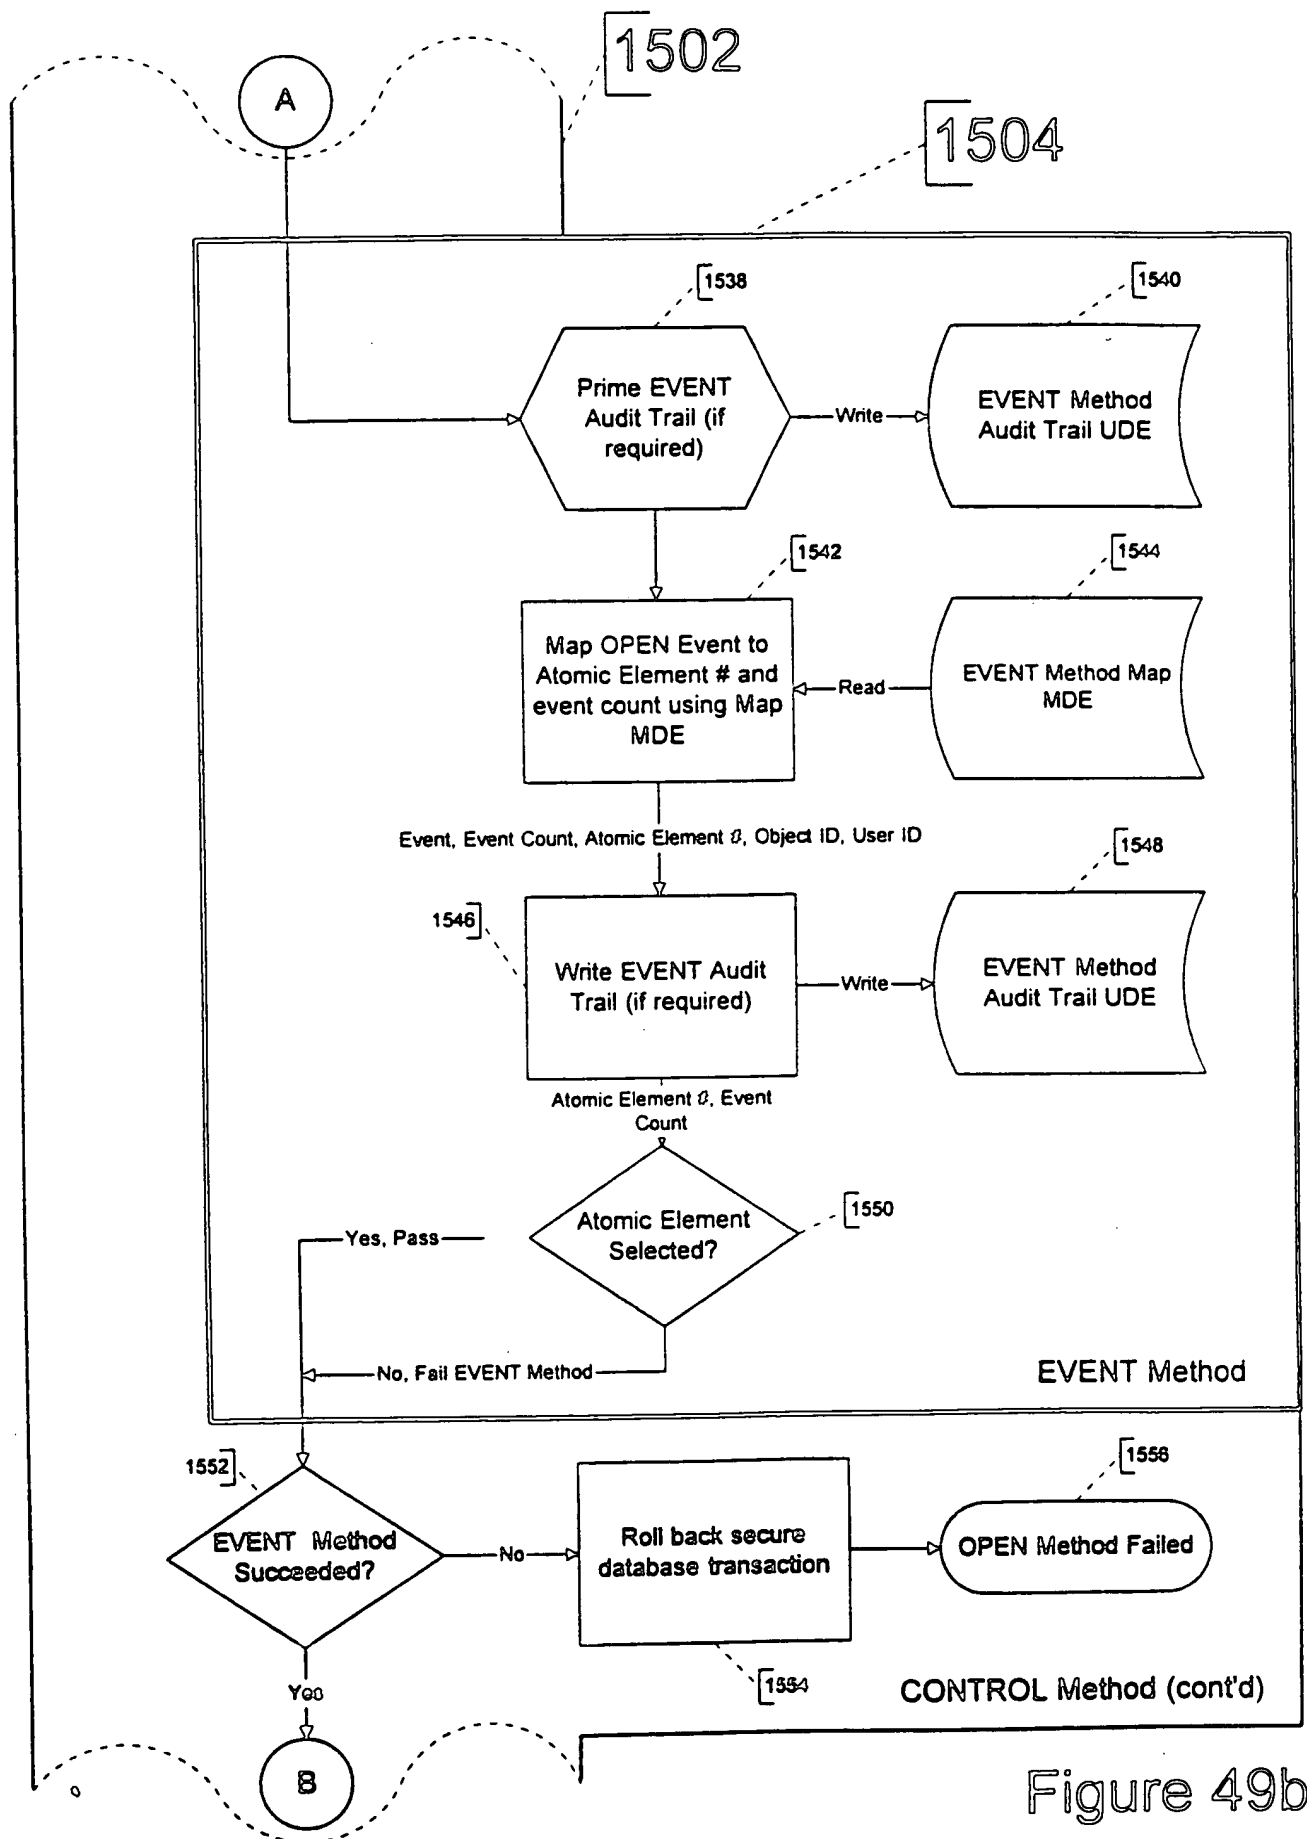 1502
A
1504
1538
1540
Prime EVENT
Audit Trail (if
required)
Write
EVENT Method
Audit Trail UDE
1542
1544
Map OPEN Event to
Atomic Element # and
event count using Map
MDE
Read
EVENT Method Map
MDE
Event, Event Count, Atomic Element #, Object ID, User ID
1548
1546
Write EVENT Audit
Trail (if required)
Write
EVENT Method
Audit Trail UDE
Atomic Element #, Event
Count
1550
Atomic Element
Selected?
Yes, Pass
No, Fail EVENT Method
EVENT Method
1552
1556
EVENT Method
Succeeded?
No
Roll back secure
database transaction
OPEN Method Failed
1554
Yes
CONTROL Method (cont'd)
B
Figure 49b